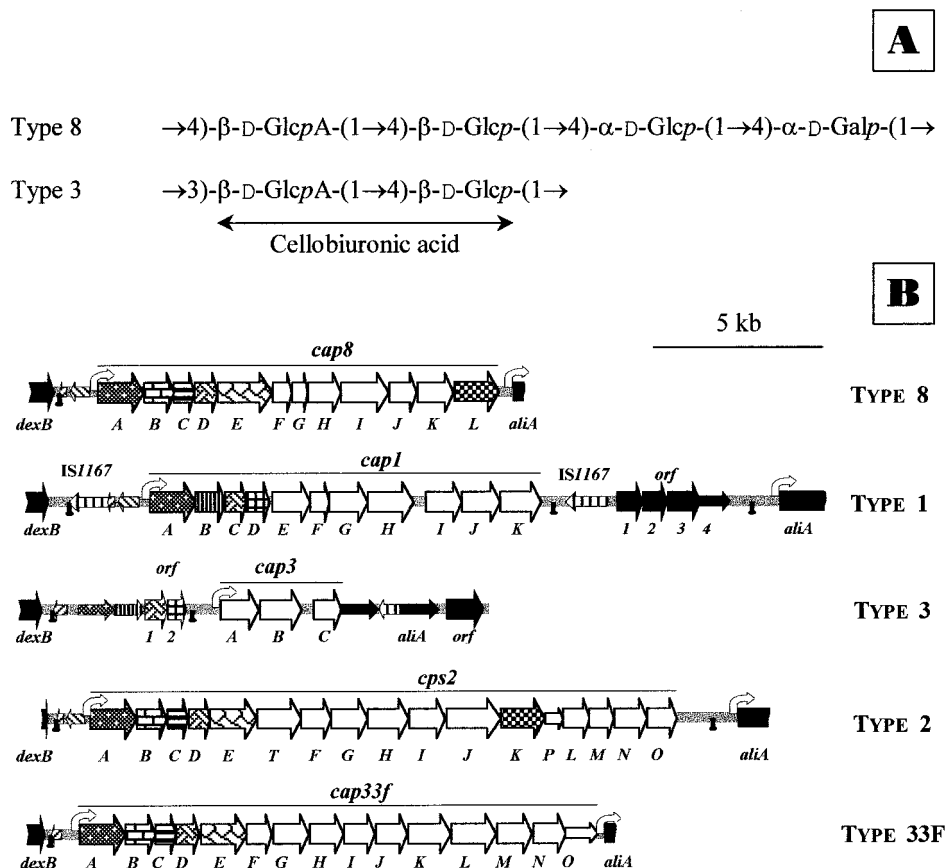 A
Type 8 →4)-β-D-GlcpA-(1→4)-β-D-Glcp-(1→4)-α-D-Glcp-(1→4)-α-D-Galp-(1→
Type 3 →3)-β-D-GlcpA-(1→4)-β-D-Glcp-(1→
Cellobiuronic acid
B
5 kb
cap8
TYPE 8
dexB A B C D E F G H I J K L aliA
IS1167 cap1 IS1167 orf
TYPE 1
dexB A B C D E F G H I J K 1 2 3 4 aliA
orf cap3
TYPE 3
dexB 1 2 A B C aliA orf
cps2
TYPE 2
dexB A B C D E T F G H I J K P L M N O aliA
cap33f
TYPE 33F
dexB A B C D E F G H I J K L M N O aliA